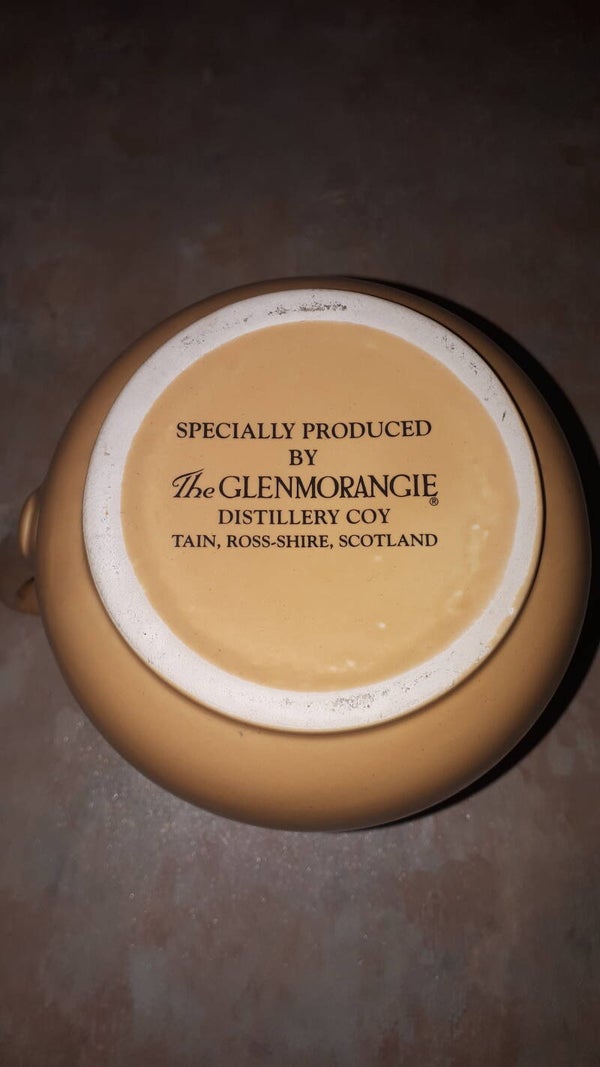 SPECIALLY PRODUCED
BY
The GLENMORANGIE®
DISTILLERY COY
TAIN, ROSS-SHIRE, SCOTLAND